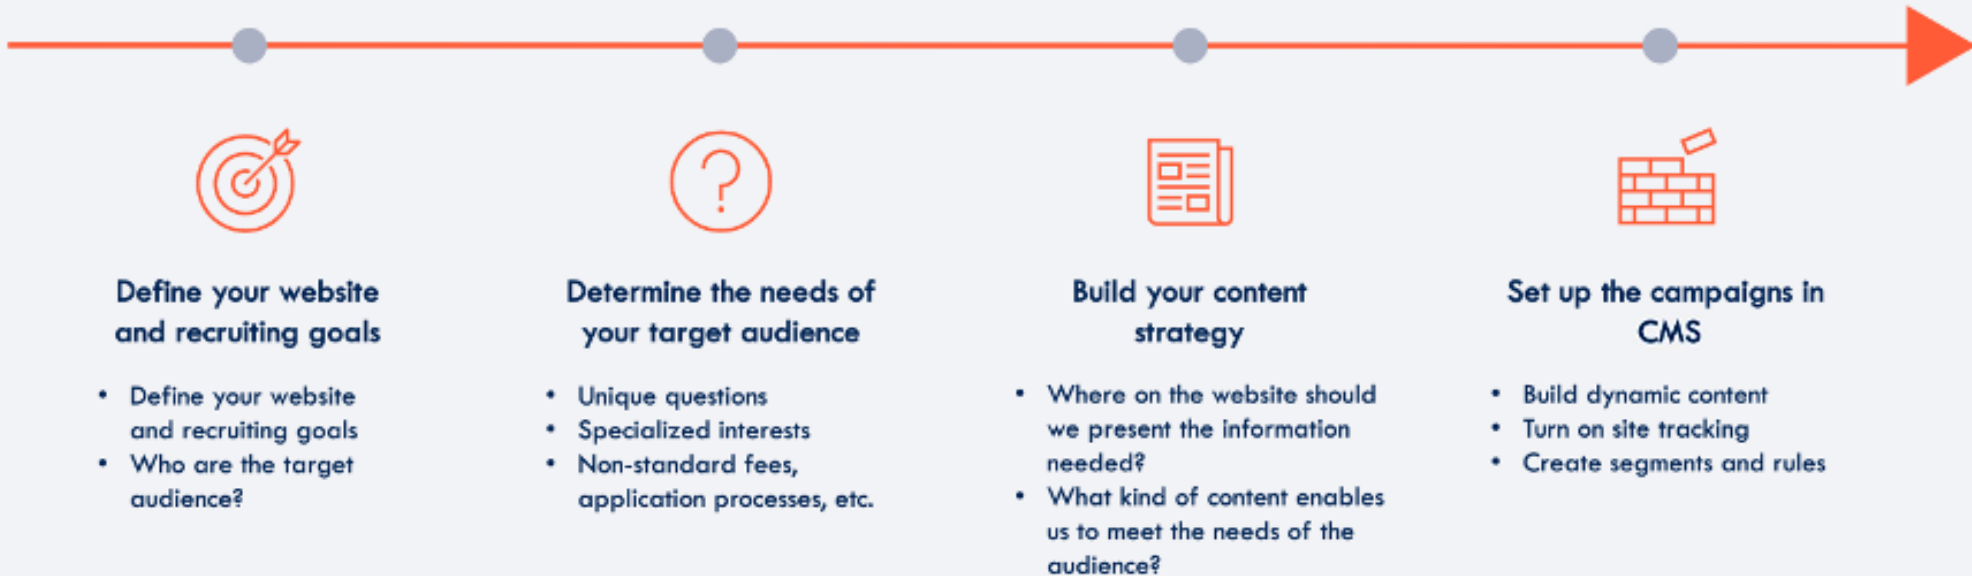 Define your website
and recruiting goals
• Define your website
and recruiting goals
• Who are the target
audience?
Determine the needs of
your target audience
• Unique questions
• Specialized interests
• Non-standard fees,
application processes, etc.
Build your content
strategy
• Where on the website should
we present the information
needed?
• What kind of content enables
us to meet the needs of the
audience?
Set up the campaigns in
CMS
• Build dynamic content
• Turn on site tracking
• Create segments and rules